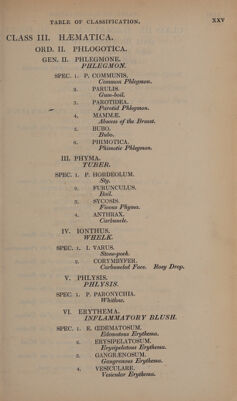 TABLE OF CLASSIFICATION. XXV
CLASS III. HÆMATICA.
ORD. II. PHLOGOTICA.
GEN. II. PHLEGMONE.
PHLEGMON.
SPEC. 1. P. COMMUNIS.
Common Phlegmon.
2. PARULIS.
Gum-boil.
3. PAROTIDEA.
Parotid Phlegmon.
4. MAMMÆ.
Abscess of the Breast.
5. BUBO.
Bubo.
6. PHIMOTICA.
Phimotic Phlegmon.
III. PHYMA.
TUBER.
SPEC. 1. P. HORDEOLUM.
Sty.
2. FURUNCULUS.
Boil.
3. SYCOSIS.
Ficous Phyma.
4. ANTHRAX.
Carbuncle.
IV. IONTHUS.
WHELK.
SPEC. 1. I. VARUS.
Stone-pock.
2. CORYMBYFER.
Carbuncled Face. Rosy Drop.
V. PHLYSIS.
PHLYSIS.
SPEC. 1. P. PARONYCHIA.
Whitlow.
VI. ERYTHEMA.
INFLAMMATORY BLUSH.
SPEC. 1. E. ŒDEMATOSUM.
Edematous Erythema.
2. ERYSIPELATOSUM.
Erysipelatous Erythema.
3. GANGRÆNOSUM.
Gangrenous Erythema.
4. VESICULARE.
Vesicular Erythema.